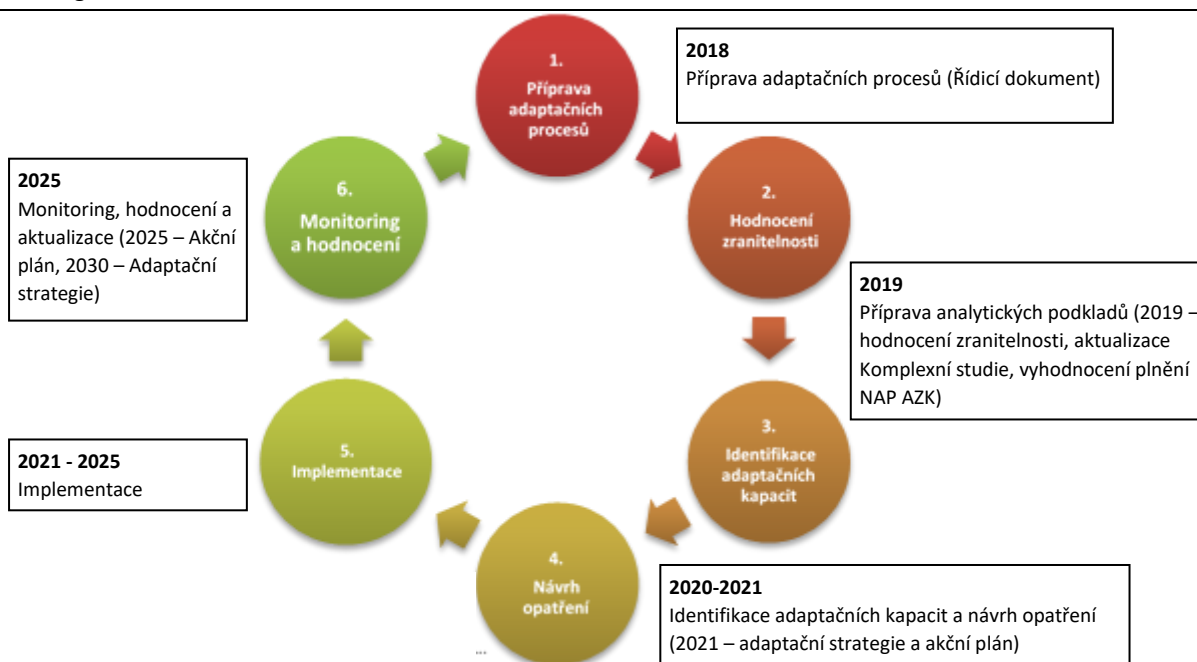 1.
Příprava
adaptačních
procesů
2018
Příprava adaptačních procesů (Řídicí dokument)
2.
Hodnocení
zranitelnosti
2019
Příprava analytických podkladů (2019 –
hodnocení zranitelnosti, aktualizace
Komplexní studie, vyhodnocení plnění
NAP AZK)
3.
Identifikace
adaptačních
kapacit
4.
Návrh
opatření
2020-2021
Identifikace adaptačních kapacit a návrh opatření
(2021 – adaptační strategie a akční plán)
5.
Implementace
2021 - 2025
Implementace
6.
Monitoring
a hodnocení
2025
Monitoring, hodnocení a
aktualizace (2025 – Akční
plán, 2030 – Adaptační
strategie)